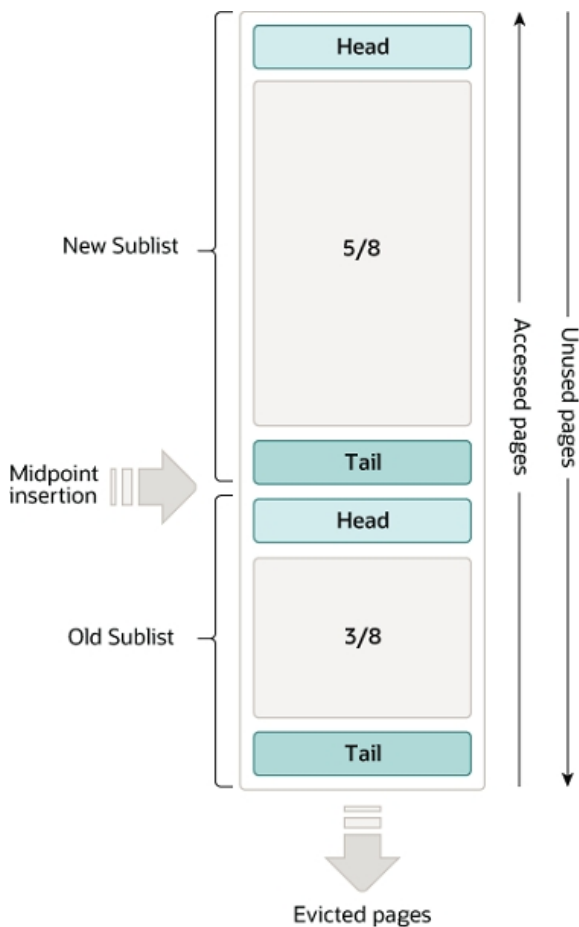 Head
New Sublist
5/8
Accessed pages
Unused pages
Tail
Midpoint
insertion
Head
Old Sublist
3/8
Tail
Evicted pages